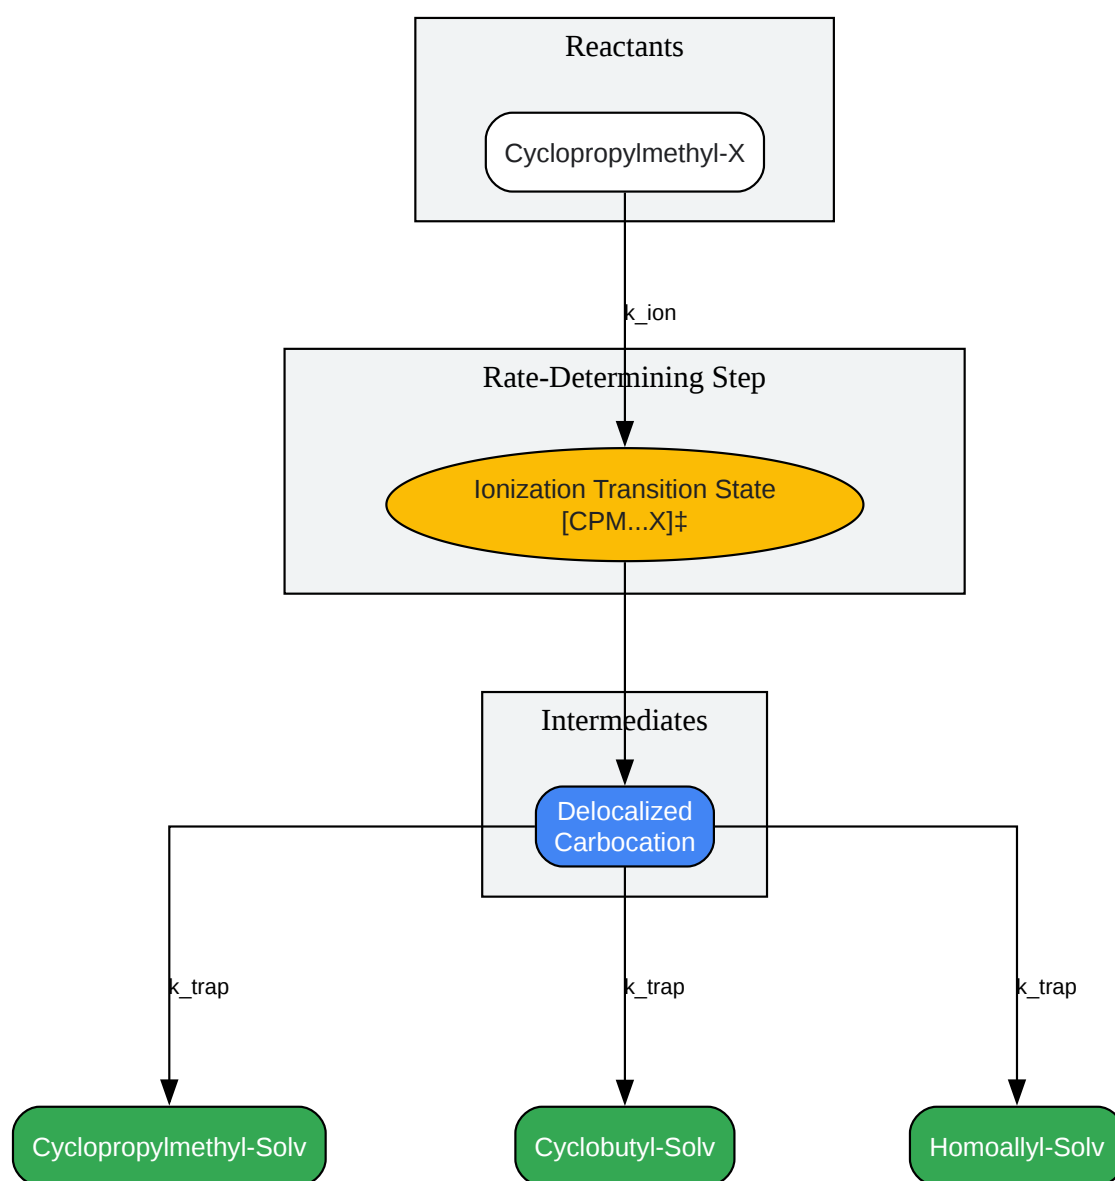 Reactants
Cyclopropylmethyl-X
k_ion
Rate-Determining Step
Ionization Transition State
[CPM...X]‡
Intermediates
Delocalized
Carbocation
k_trap
k_trap
k_trap
Cyclopropylmethyl-Solv
Cyclobutyl-Solv
Homoallyl-Solv